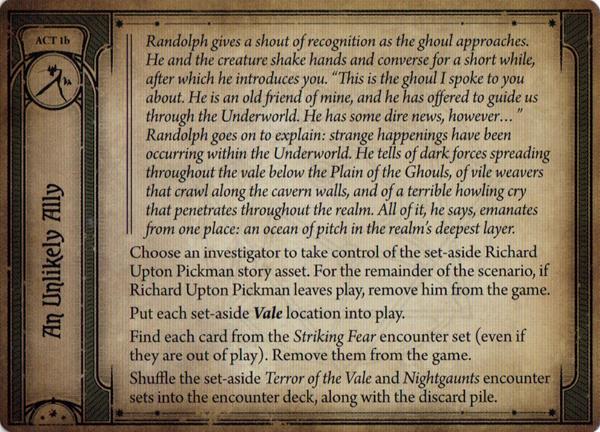 ACT 1b
An Unlikely Ally
Randolph gives a shout of recognition as the ghoul approaches.
He and the creature shake hands and converse for a short while,
after which he introduces you. “This is the ghoul I spoke to you
about. He is an old friend of mine, and he has offered to guide us
through the Underworld. He has some dire news, however…”
Randolph goes on to explain: strange happenings have been
occurring within the Underworld. He tells of dark forces spreading
throughout the vale below the Plain of the Ghouls, of vile weavers
that crawl along the cavern walls, and of a terrible howling cry
that penetrates throughout the realm. All of it, he says, emanates
from one place: an ocean of pitch in the realm’s deepest layer.
Choose an investigator to take control of the set-aside Richard
Upton Pickman story asset. For the remainder of the scenario, if
Richard Upton Pickman leaves play, remove him from the game.
Put each set-aside Vale location into play.
Find each card from the Striking Fear encounter set (even if
they are out of play). Remove them from the game.
Shuffle the set-aside Terror of the Vale and Nightgaunts encounter
sets into the encounter deck, along with the discard pile.